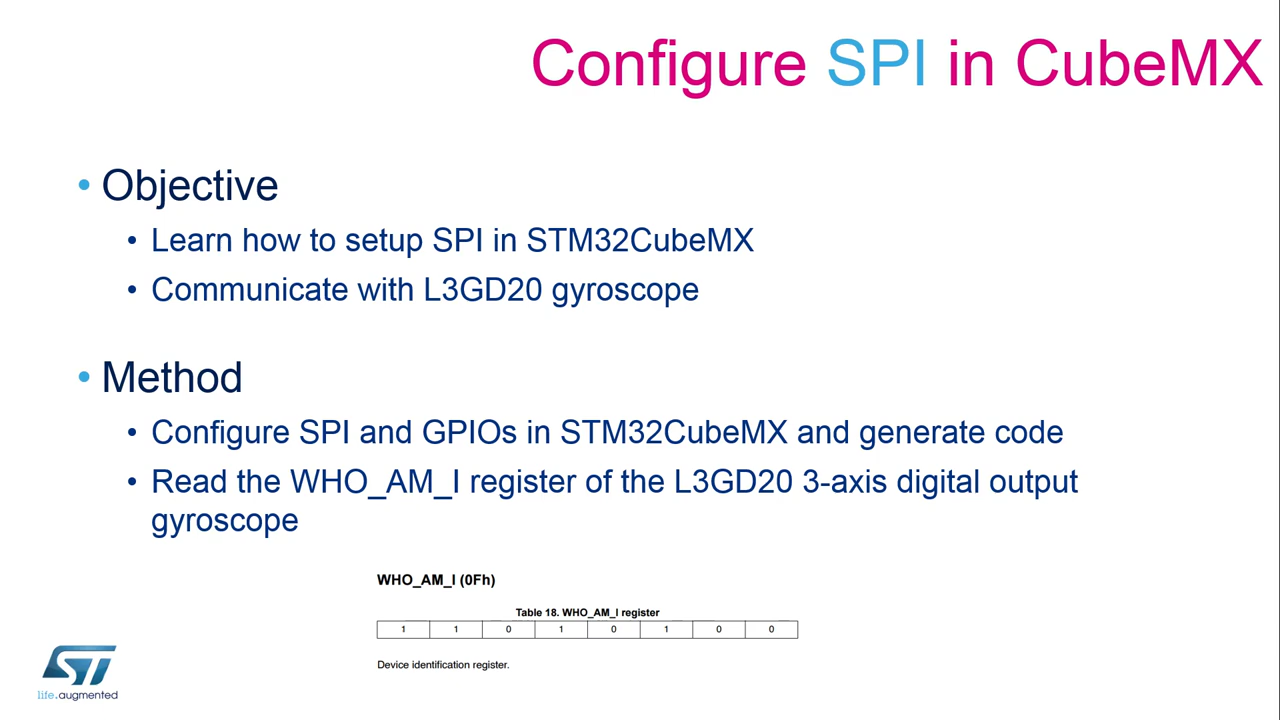 Configure SPI in CubeMX
• Objective
• Learn how to setup SPI in STM32CubeMX
• Communicate with L3GD20 gyroscope
• Method
• Configure SPI and GPIOs in STM32CubeMX and generate code
• Read the WHO_AM_I register of the L3GD20 3-axis digital output
gyroscope
WHO_AM_I (0Fh)
Table 18. WHO_AM_I register
1 1 0 1 0 1 0 0
Device identification register.
ST
life.augmented